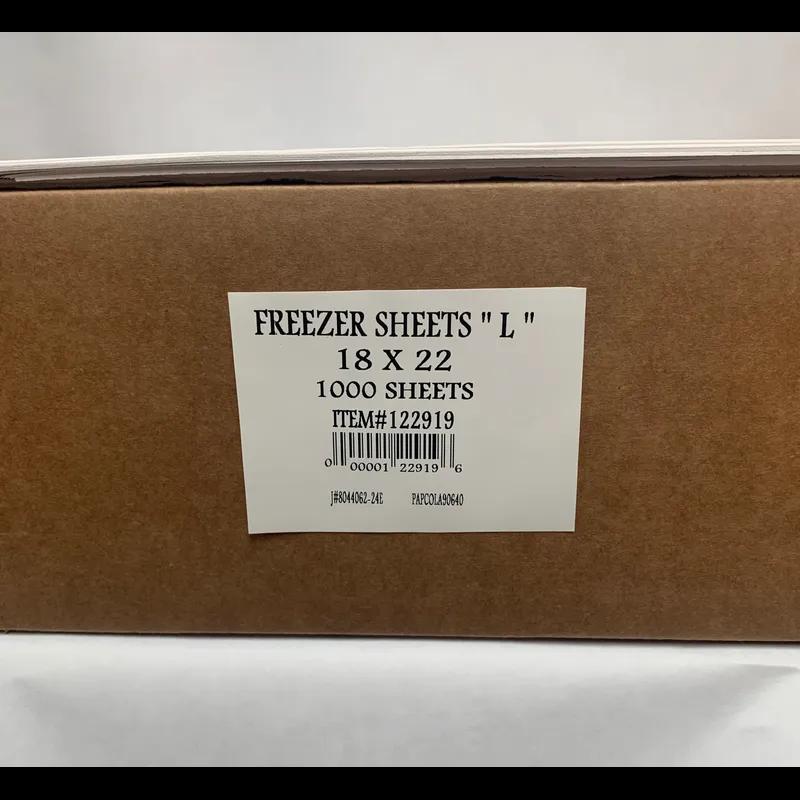 FREEZER SHEETS " L "
18 X 22
1000 SHEETS
ITEM#122919
0 00001 22919 6
J#8044062-24E PAPCOLA90640